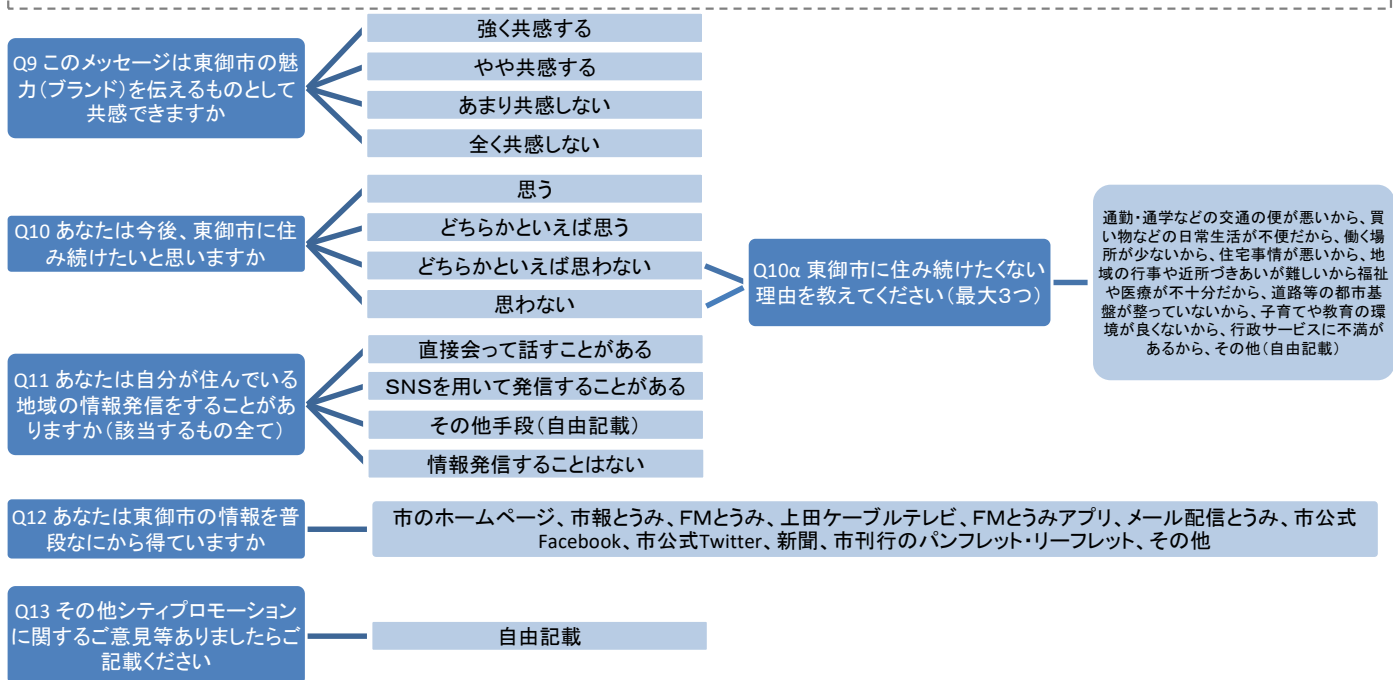 Q9 このメッセージは東御市の魅
力(ブランド)を伝えるものとして
共感できますか
強く共感する
やや共感する
あまり共感しない
全く共感しない
Q10 あなたは今後、東御市に住
み続けたいと思いますか
思う
どちらかといえば思う
どちらかといえば思わない
思わない
Q10α 東御市に住み続けたくない
理由を教えてください(最大3つ)
通勤・通学などの交通の便が悪いから、買
い物などの日常生活が不便だから、働く場
所が少ないから、住宅事情が悪いから、地
域の行事や近所づきあいが難しいから福祉
や医療が不十分だから、道路等の都市基
盤が整っていないから、子育てや教育の環
境が良くないから、行政サービスに不満が
あるから、その他(自由記載)
Q11 あなたは自分が住んでいる
地域の情報発信をすることがあ
りますか(該当するもの全て)
直接会って話すことがある
SNSを用いて発信することがある
その他手段(自由記載)
情報発信することはない
Q12 あなたは東御市の情報を普
段なにから得ていますか
市のホームページ、市報とうみ、FMとうみ、上田ケーブルテレビ、FMとうみアプリ、メール配信とうみ、市公式
Facebook、市公式Twitter、新聞、市刊行のパンフレット・リーフレット、その他
Q13 その他シティプロモーション
に関するご意見等ありましたらご
記載ください
自由記載